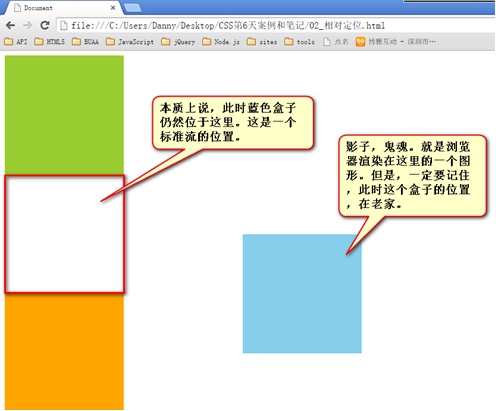 Document
file:///C:/Users/Danny/Desktop/CSS第6天案例和笔记/02_相对定位.html
API HTML5 BUAA JavaScript jQuery Node.js sites tools 点名 博雅互动 - 深圳市…
本质上说，此时蓝色盒子
仍然位于这里。这是一个
标准流的位置。
影子，鬼魂。就是浏览
器渲染在这里的一个图
形。但是，一定要记住
，此时这个盒子的位置
，在老家。